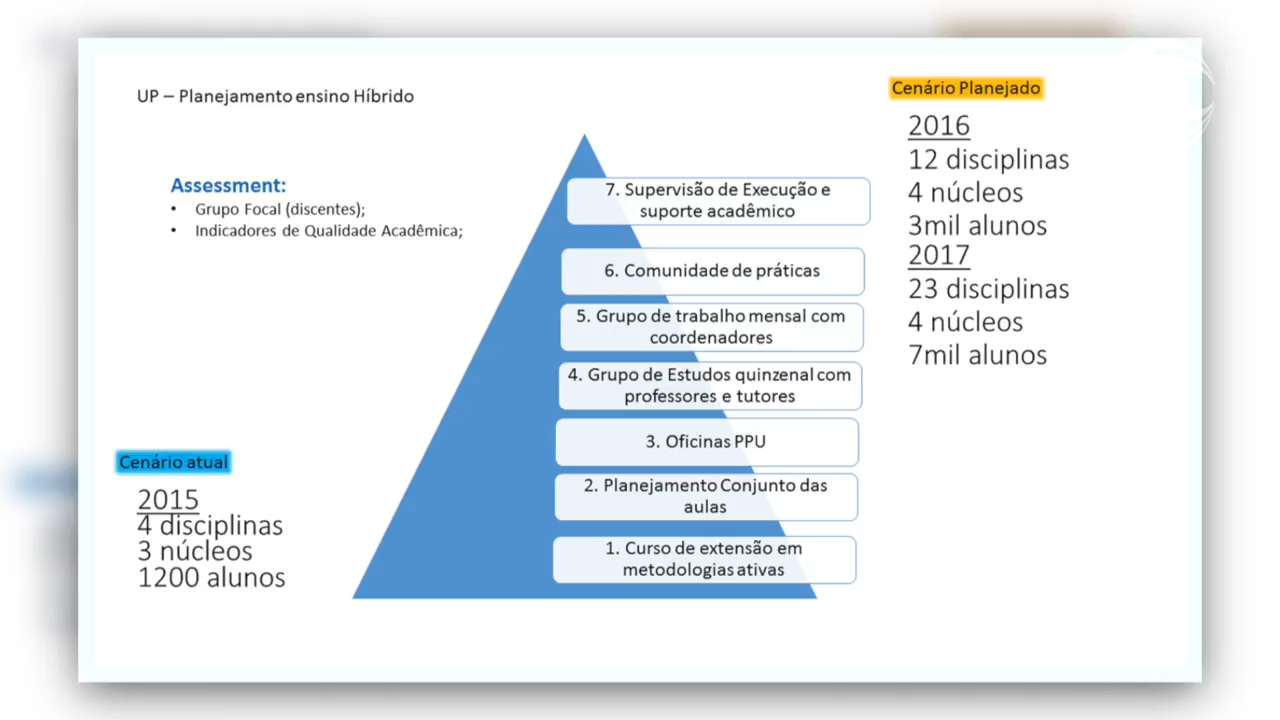 UP – Planejamento ensino Híbrido
Assessment:
• Grupo Focal (discentes);
• Indicadores de Qualidade Acadêmica;
Cenário atual
2015
4 disciplinas
3 núcleos
1200 alunos
7. Supervisão de Execução e
suporte acadêmico
6. Comunidade de práticas
5. Grupo de trabalho mensal com
coordenadores
4. Grupo de Estudos quinzenal com
professores e tutores
3. Oficinas PPU
2. Planejamento Conjunto das
aulas
1. Curso de extensão em
metodologias ativas
Cenário Planejado
2016
12 disciplinas
4 núcleos
3mil alunos
2017
23 disciplinas
4 núcleos
7mil alunos